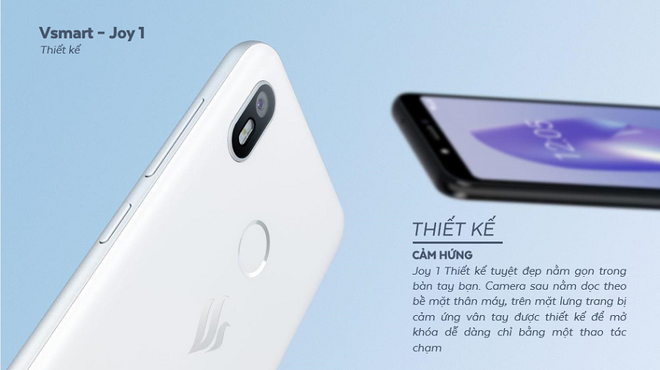 Vsmart - Joy 1
Thiết kế
12:05
THIẾT KẾ
CẢM HỨNG
Joy 1 Thiết kế tuyệt đẹp nằm gọn trong
bàn tay bạn. Camera sau nằm dọc theo
bề mặt thân máy, trên mặt lưng trang bị
cảm ứng vân tay được thiết kế để mở
khóa dễ dàng chỉ bằng một thao tác
chạm